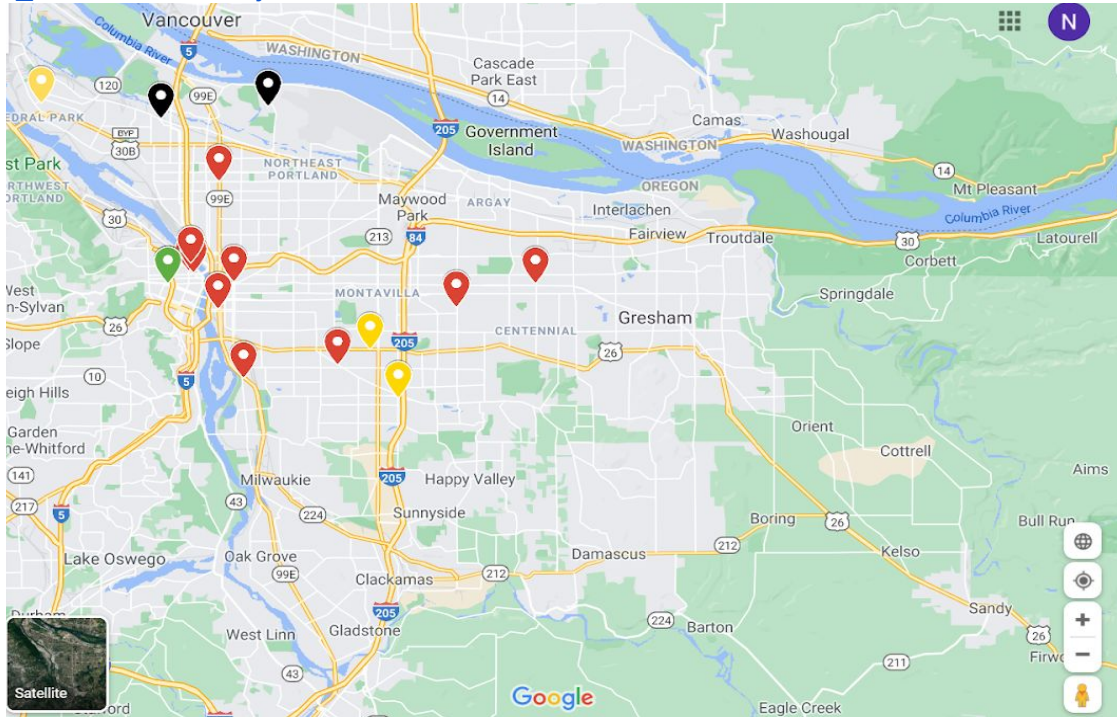 Vancouver
5
N
Columbia River
WASHINGTON
Cascade
Park East
120
99E
14
EDRAL PARK
205
Government
Island
Camas
Washougal
BYP
30B
WASHINGTON
st Park
NORTHEAST
PORTLAND
14
RTHWEST
ORTLAND
99E
OREGON
Mt Pleasant
Maywood
Park
ARGAY
Interlachen
Columbia River
30
213
84
Fairview
Troutdale
30
Latourell
Corbett
West
n-Sylvan
MONTAVILLA
Springdale
26
CENTENNIAL
Gresham
Slope
205
26
10
5
eigh Hills
Garden
ne-Whitford
Orient
Cottrell
141
Milwaukie
205
Happy Valley
Aims
217
5
43
224
Sunnyside
Boring
26
Bull Run
Lake Oswego
Oak Grove
Damascus
212
Kelso
99E
Clackamas
212
Durham
205
Sandy
West Linn
Gladstone
224
Barton
26
43
211
Firwo
Satellite
Google
Eagle Creek